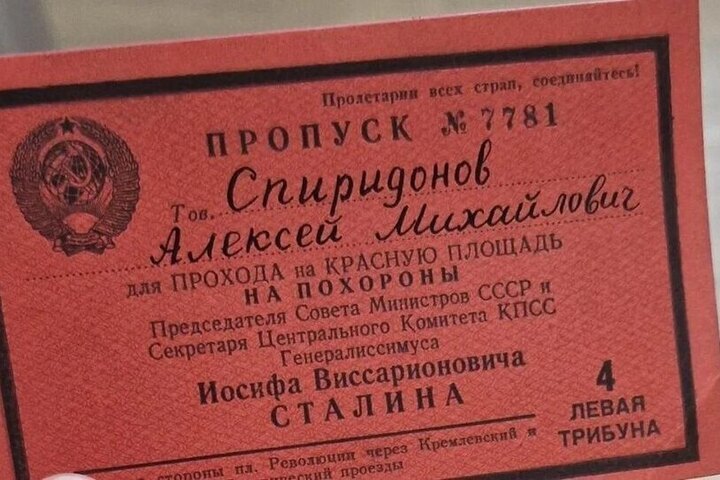 Пролетарии всех стран, соединяйтесь!
ПРОПУСК № 7781
Тов. Спиридонов
Алексей Михайлович
для ПРОХОДА на КРАСНУЮ ПЛОЩАДЬ
НА ПОХОРОНЫ
Председателя Совета Министров СССР и
Секретаря Центрального Комитета КПСС
Генералиссимуса
Иосифа Виссарионовича
СТАЛИНА
4
ЛЕВАЯ
ТРИБУНА
стороны пл. Революции через Кремлевский и
проезды